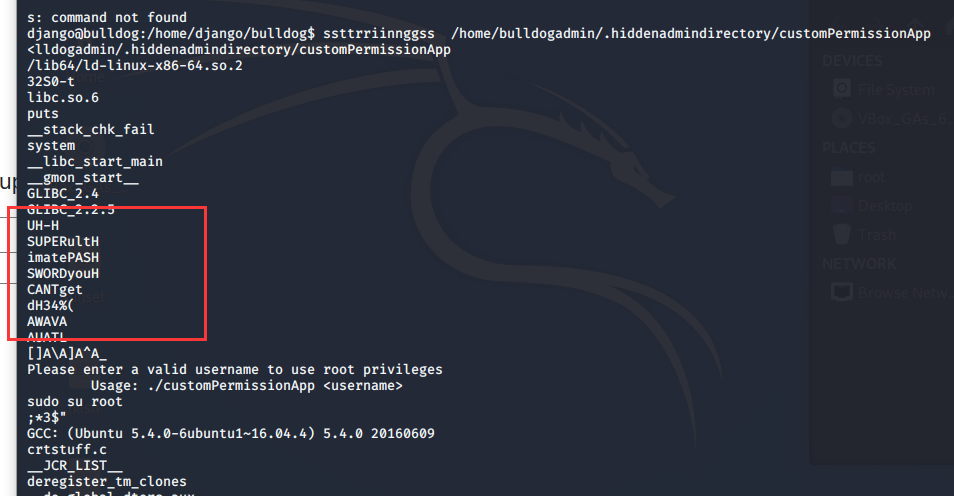 s: command not found
django@bulldog:/home/django/bulldog$ ssttrriinnggss  /home/bulldogadmin/.hiddenadmindirectory/customPermissionApp
<lldogadmin/.hiddenadmindirectory/customPermissionApp
/lib64/ld-linux-x86-64.so.2
32S0-t
libc.so.6
puts
__stack_chk_fail
system
__libc_start_main
__gmon_start__
GLIBC_2.4
GLIBC_2.2.5
UH-H
SUPERultH
imatePASH
SWORDyouH
CANTget
dH34%(
AWAVA
AUATL
[]A\A]A^A_
Please enter a valid username to use root privileges
        Usage: ./customPermissionApp <username>
sudo su root
;*3$"
GCC: (Ubuntu 5.4.0-6ubuntu1~16.04.4) 5.4.0 20160609
crtstuff.c
__JCR_LIST__
deregister_tm_clones
__do_global_dtors_aux
up
DEVICES
File System
VBox_GAs_6.
PLACES
root
Desktop
Trash
NETWORK
Browse Netw